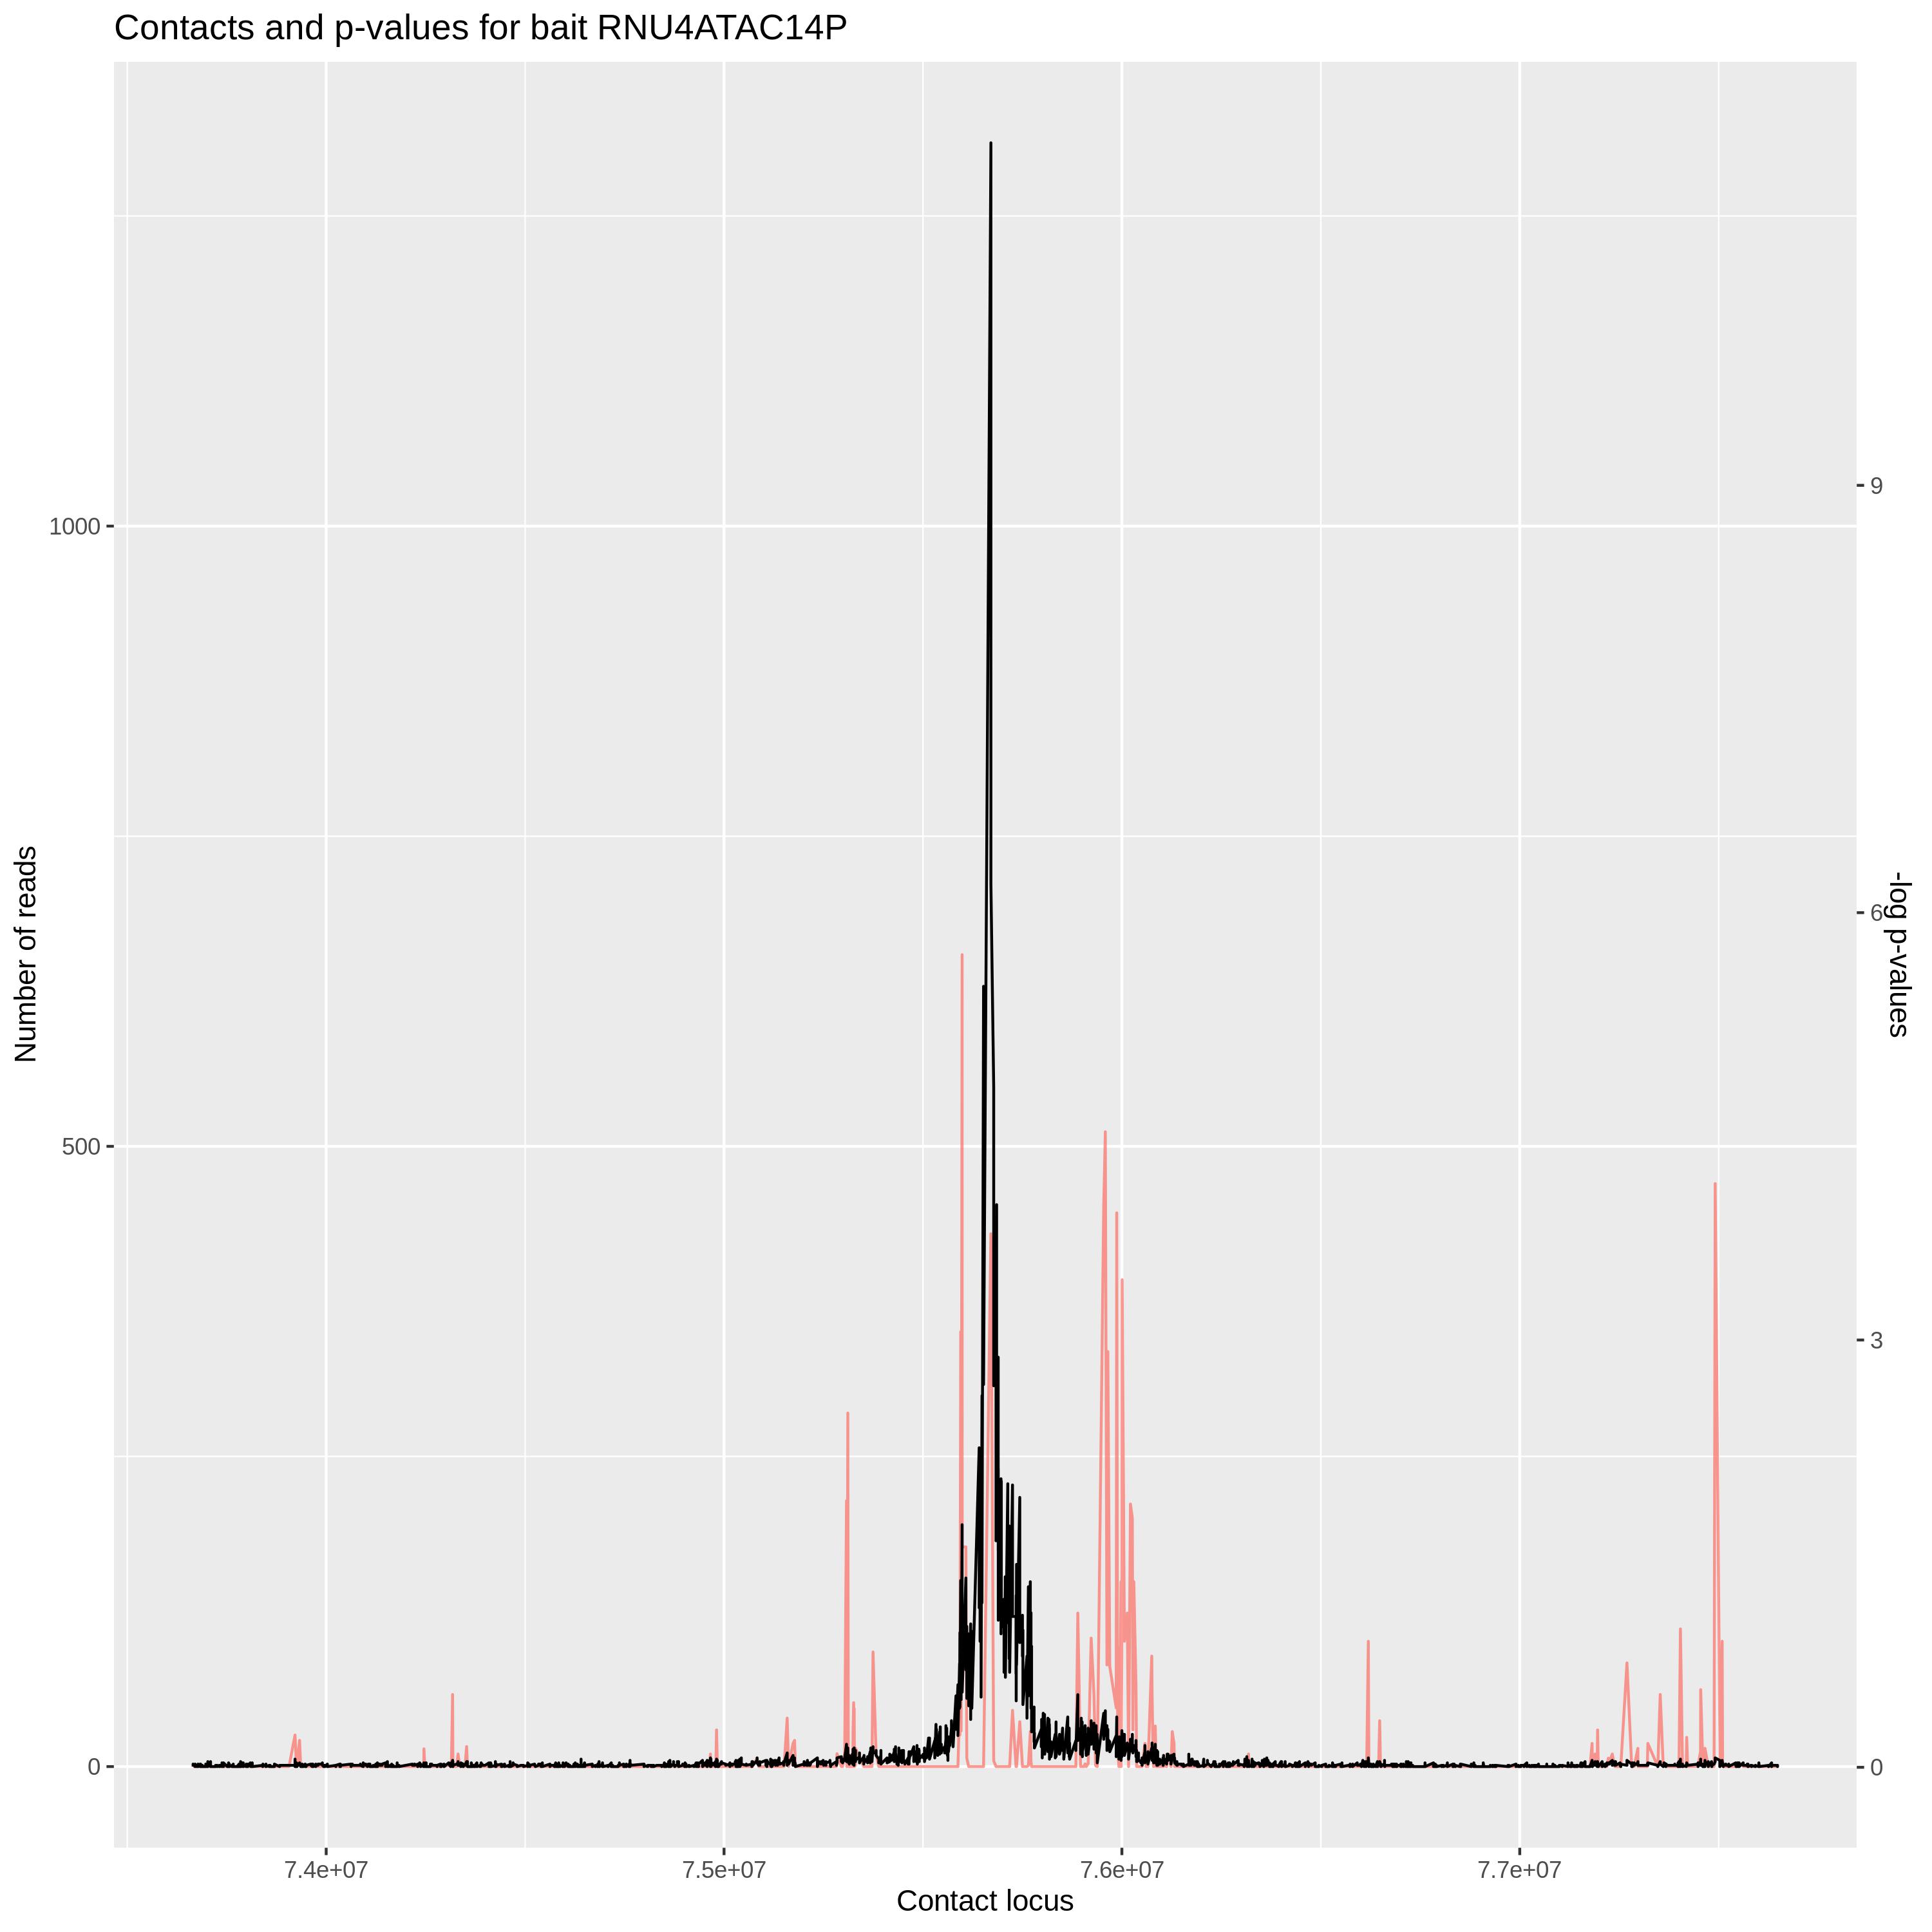 Contacts and p-values for bait RNU4ATAC14P
Number of reads
1000
500
0
9
6
3
0
-log p-values
7.4e+07
7.5e+07
7.6e+07
7.7e+07
Contact locus